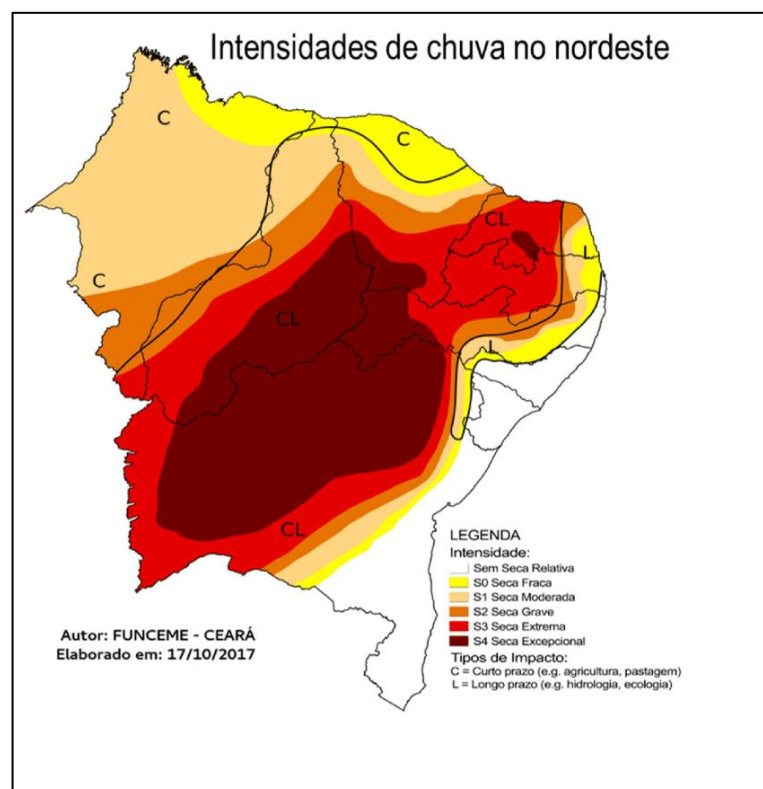 Intensidades de chuva no nordeste
C
C
C
CL
L
CL
L
CL
LEGENDA
Intensidade:
Sem Seca Relativa
S0 Seca Fraca
S1 Seca Moderada
S2 Seca Grave
S3 Seca Extrema
S4 Seca Excepcional
Tipos de Impacto:
C = Curto prazo (e.g. agricultura, pastagem)
L = Longo prazo (e.g. hidrologia, ecologia)
Autor: FUNCEME - CEARÁ
Elaborado em: 17/10/2017